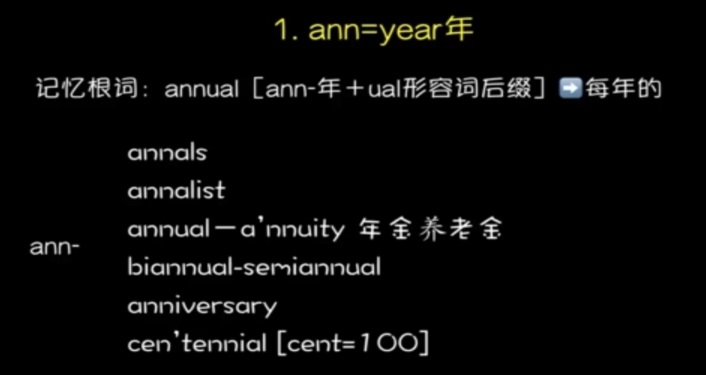 1. ann=year年
记忆根词：annual［ann-年＋ual形容词后缀］➡每年的
annals
annalist
annual－a'nnuity 年金养老金
ann-
biannual-semiannual
anniversary
cen'tennial [cent=100]